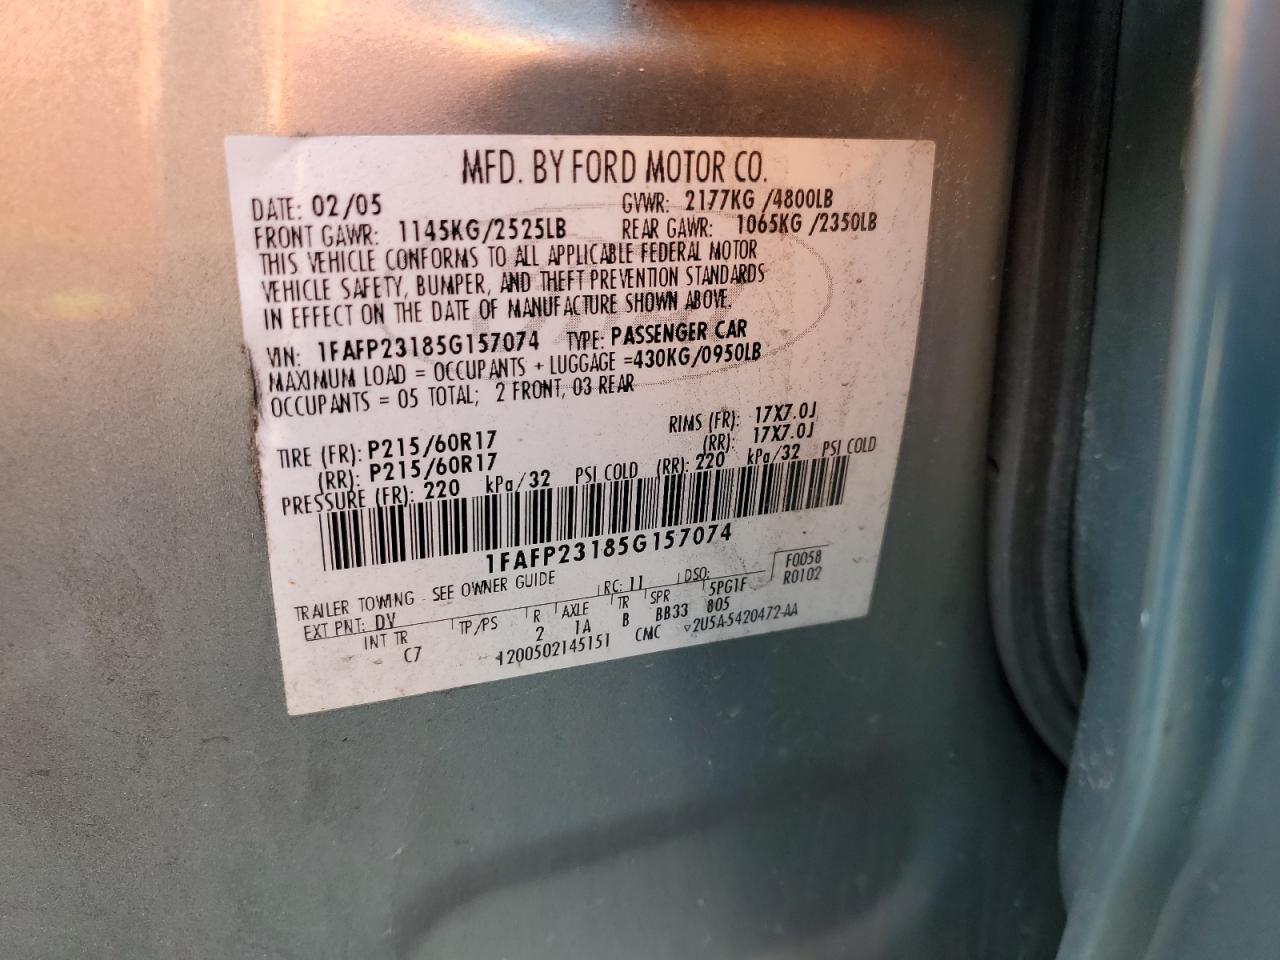 MFD. BY FORD MOTOR CO.
DATE: 02/05 GVWR: 2177KG /4800LB
FRONT GAWR: 1145KG/2525LB REAR GAWR: 1065KG /2350LB
THIS VEHICLE CONFORMS TO ALL APPLICABLE FEDERAL MOTOR
VEHICLE SAFETY, BUMPER, AND THEFT PREVENTION STANDARDS
IN EFFECT ON THE DATE OF MANUFACTURE SHOWN ABOVE.
VIN: 1FAFP23185G157074 TYPE: PASSENGER CAR
MAXIMUM LOAD = OCCUPANTS + LUGGAGE =430KG/0950LB
OCCUPANTS = 05 TOTAL; 2 FRONT, 03 REAR
TIRE (FR): P215/60R17 RIMS (FR): 17X7.0J
(RR): P215/60R17 (RR): 17X7.0J
PRESSURE (FR): 220 kPa/32 PSI COLD (RR): 220 kPa/32 PSI COLD
1FAFP23185G157074
TRAILER TOWING - SEE OWNER GUIDE
EXT PNT: DV RC: 11 DSO: F0058
INT TR TP/PS R AXLE TR SPR 5PG1F R0102
C7 2 1A B BB33 805
1200502145151 CMC ▽2U5A-5420472-AA